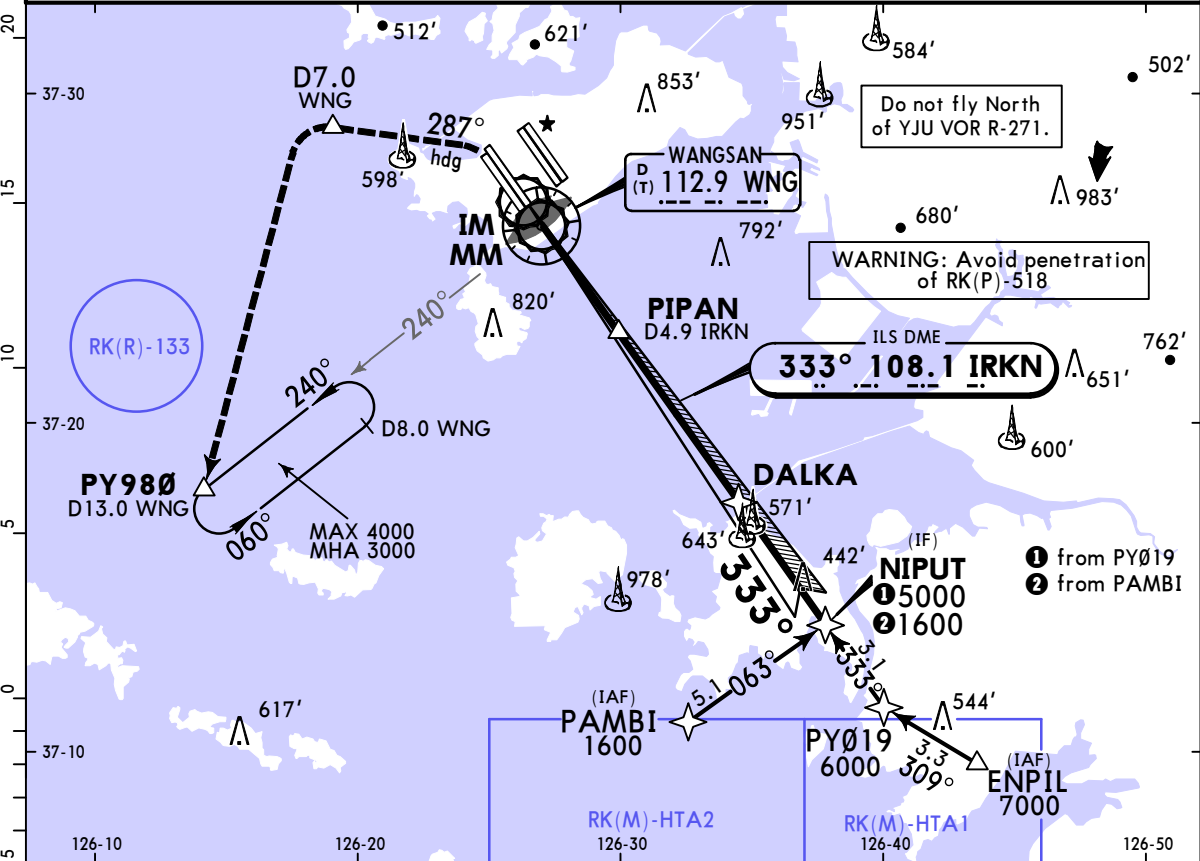 20
512'
621'
584'
502'
D7.0
WNG
37-30
853'
951'
Do not fly North
of YJU VOR R-271.
287°
hdg
598'
WANGSAN
D
(T)
112.9 WNG
983'
15
IM
MM
792'
680'
WARNING: Avoid penetration
of RK(P)-518
820'
240°
PIPAN
D4.9 IRKN
RK(R)-133
ILS DME
333° 108.1 IRKN
762'
10
651'
240°
37-20
D8.0 WNG
600'
PY98Ø
D13.0 WNG
DALKA
571'
5
060°
MAX 4000
MHA 3000
643'
442'
(IF)
NIPUT
❶5000
❷1600
❶ from PYØ19
❷ from PAMBI
978'
333°
3.1
333°
063°
5.1
0
617'
(IAF)
PAMBI
1600
544'
37-10
PYØ19
6000
3.3
309°
(IAF)
ENPIL
7000
RK(M)-HTA2
RK(M)-HTA1
5
126-10
126-20
126-30
126-40
126-50